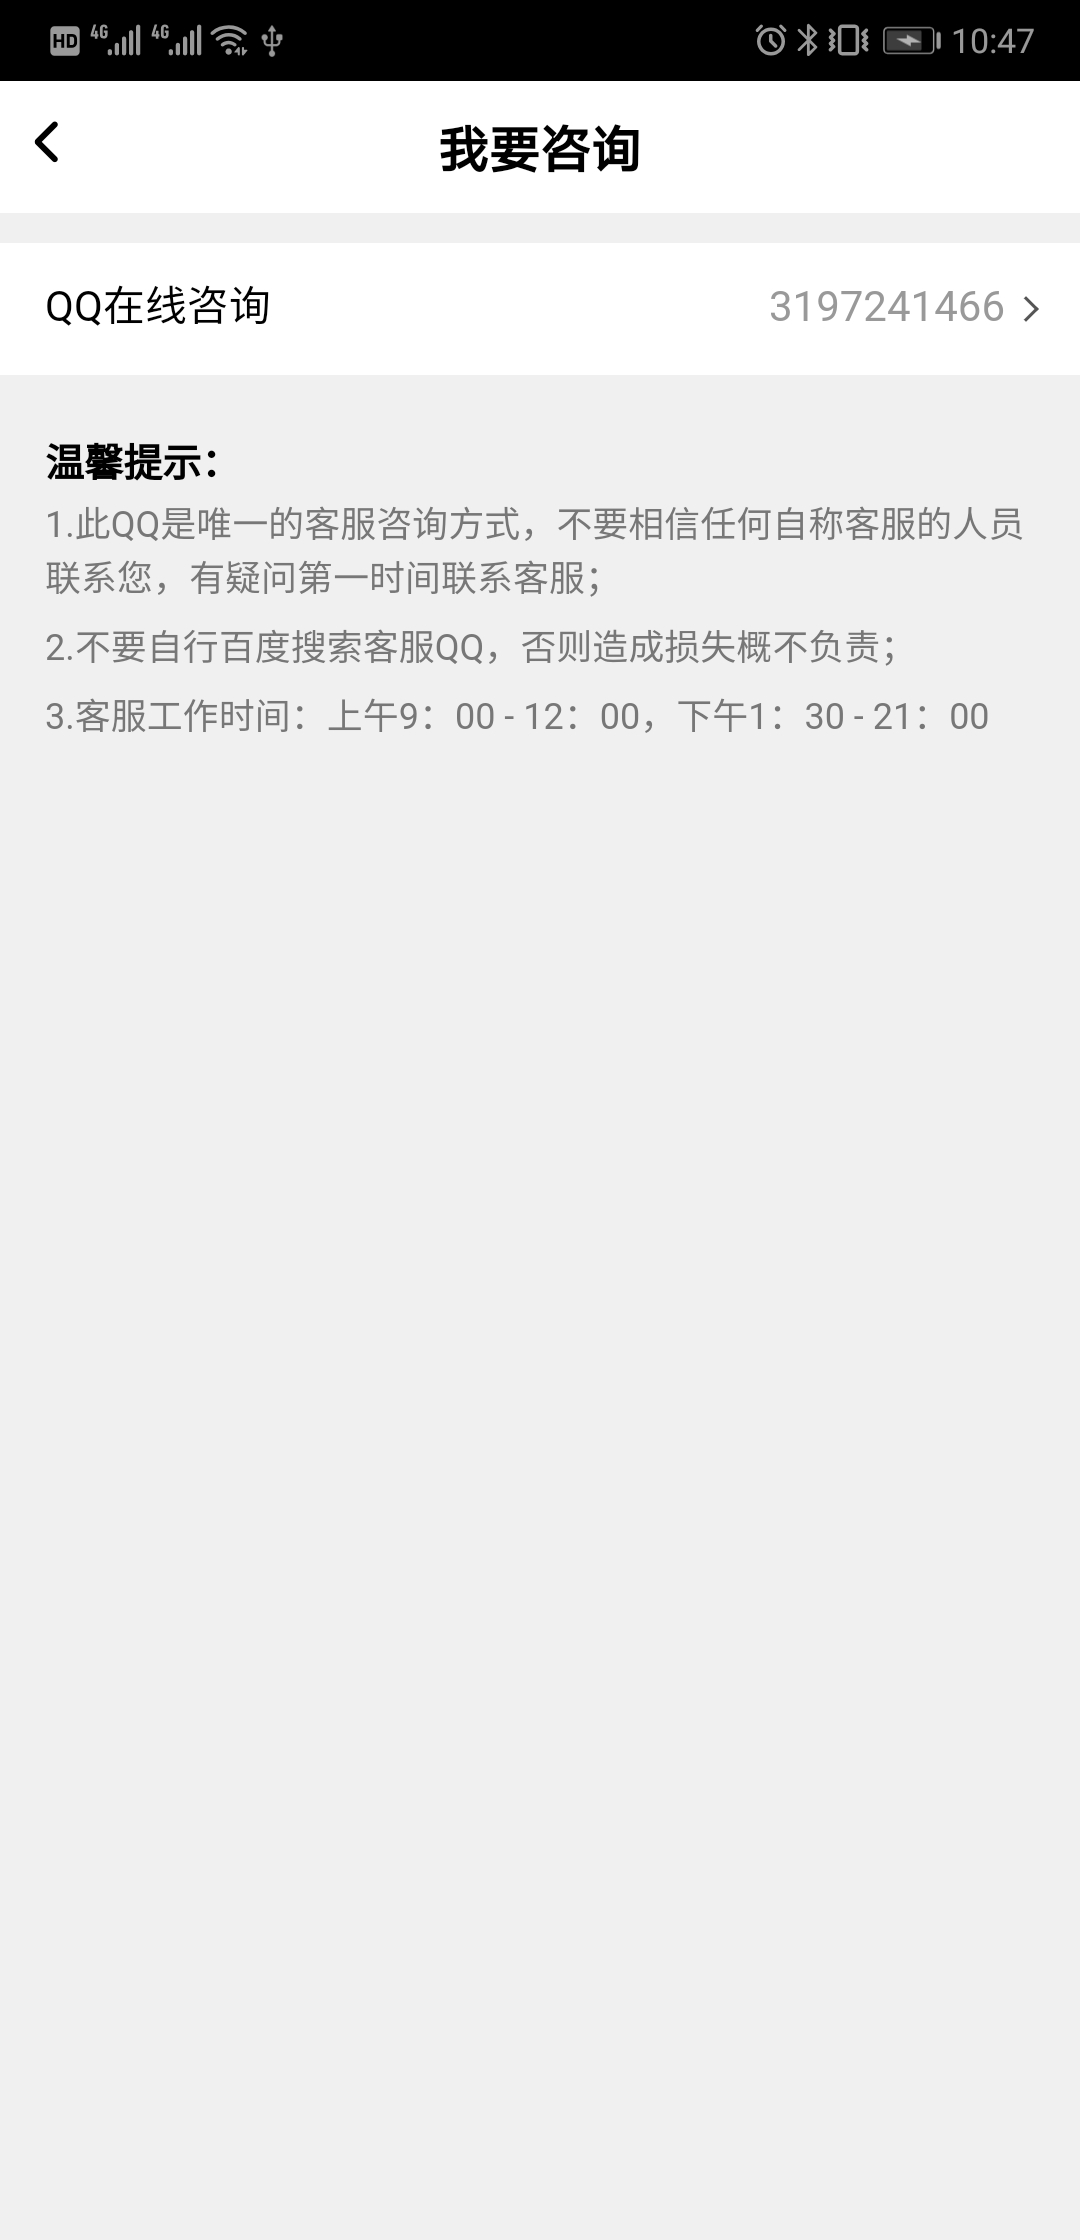 HD 4G 4G 10:47
我要咨询
QQ在线咨询 3197241466
温馨提示：
1.此QQ是唯一的客服咨询方式，不要相信任何自称客服的人员
联系您，有疑问第一时间联系客服；
2.不要自行百度搜索客服QQ，否则造成损失概不负责；
3.客服工作时间：上午9：00 - 12：00，下午1：30 - 21：00